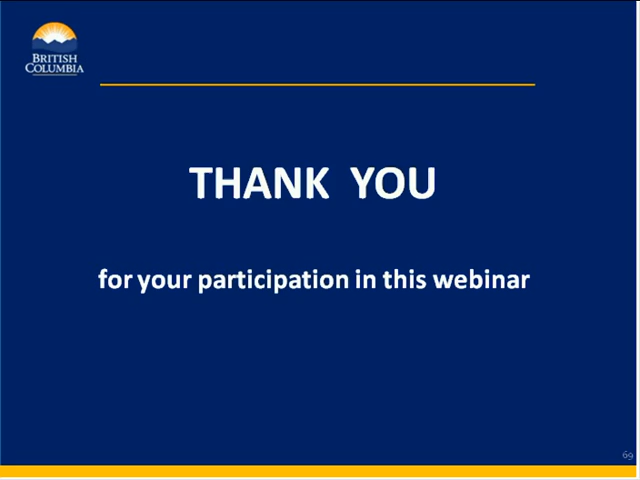 BRITISH
COLUMBIA
THANK YOU
for your participation in this webinar
69